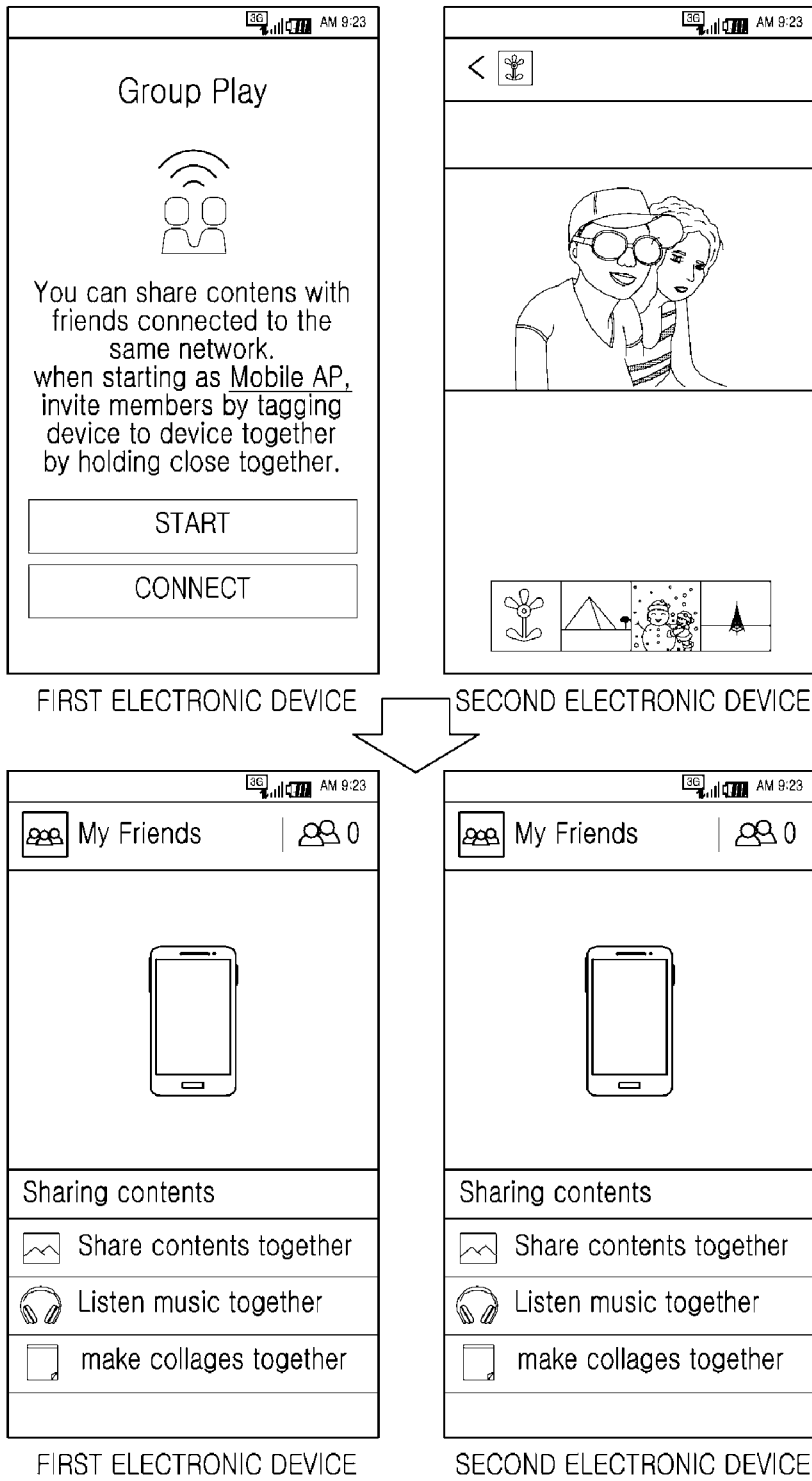 3G AM 9:23
Group Play
You can share contens with
friends connected to the
same network.
when starting as Mobile AP,
invite members by tagging
device to device together
by holding close together.
START
CONNECT
FIRST ELECTRONIC DEVICE
3G AM 9:23
<
SECOND ELECTRONIC DEVICE
3G AM 9:23
My Friends 0
Sharing contents
Share contents together
Listen music together
make collages together
FIRST ELECTRONIC DEVICE
3G AM 9:23
My Friends 0
Sharing contents
Share contents together
Listen music together
make collages together
SECOND ELECTRONIC DEVICE